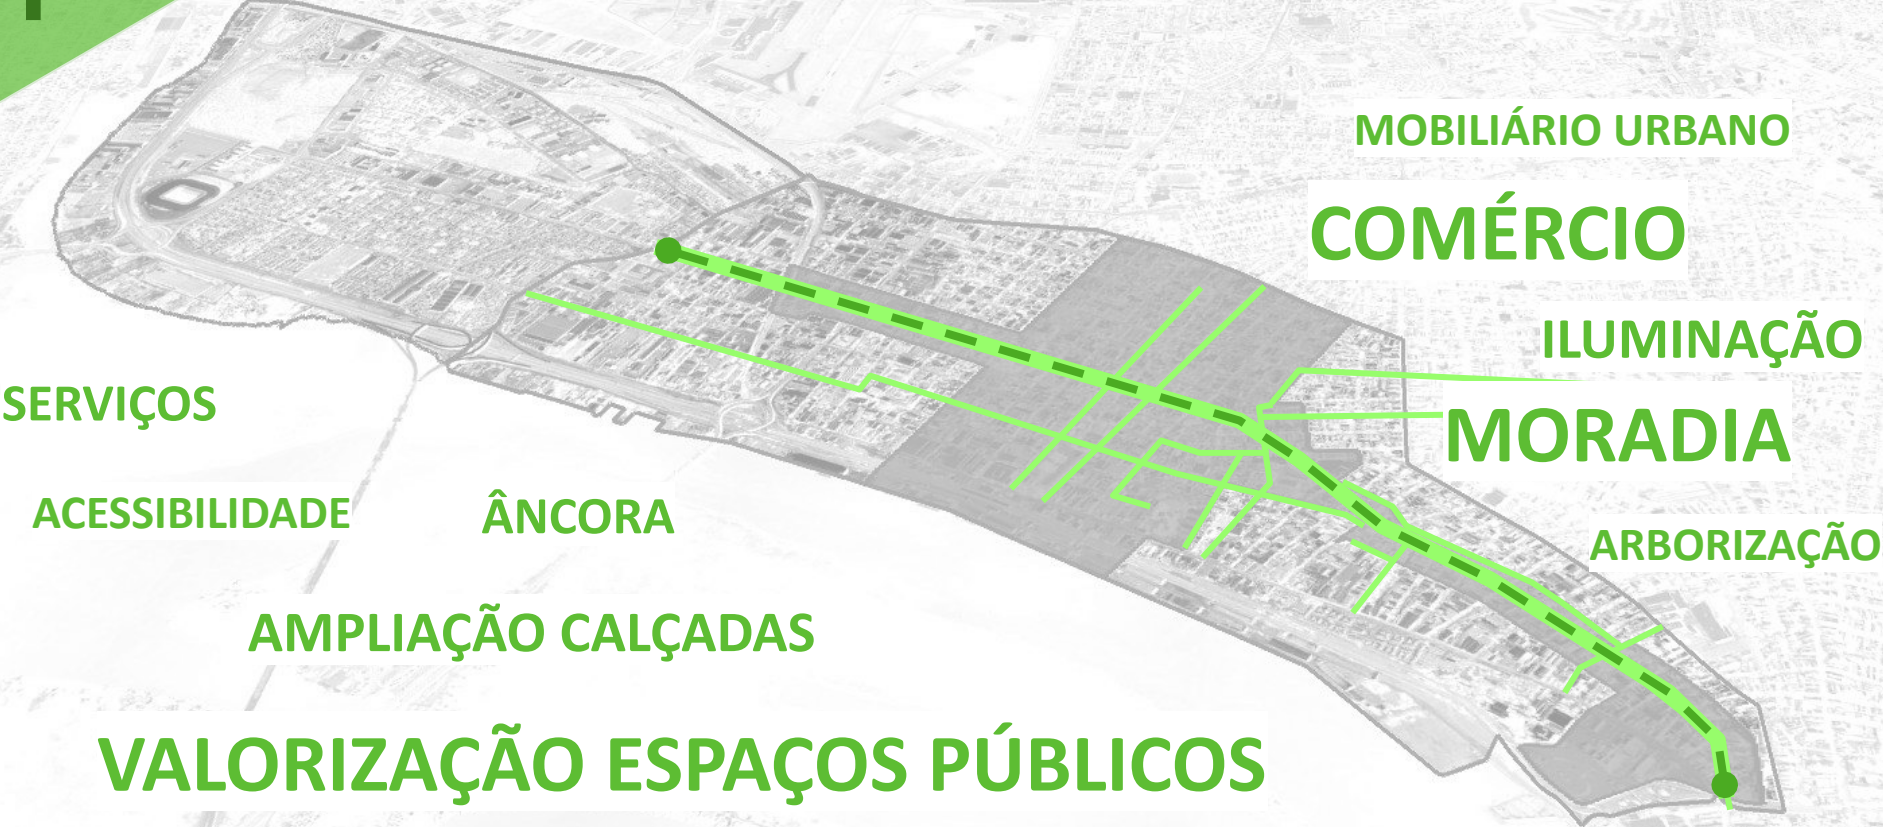 MOBILIÁRIO URBANO
COMÉRCIO
ILUMINAÇÃO
SERVIÇOS
MORADIA
ACESSIBILIDADE
ÂNCORA
ARBORIZAÇÃO
AMPLIAÇÃO CALÇADAS
VALORIZAÇÃO ESPAÇOS PÚBLICOS